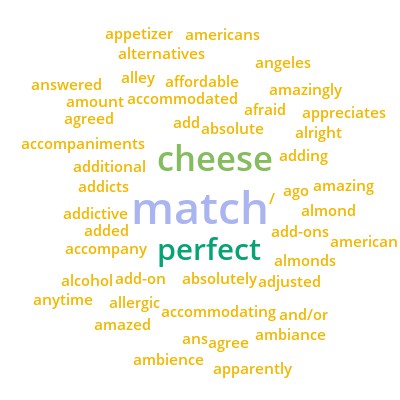 appetizer americans
alternatives
angeles
answered alley affordable
amazingly
amount accommodated
afraid appreciates
agreed add absolute alright
accompaniments cheese adding
additional
addicts ago amazing
addictive match / almond
added add-ons american
accompany perfect almonds
alcohol add-on absolutely adjusted
anytime allergic accommodating and/or
amazed ans agree ambiance
ambience apparently